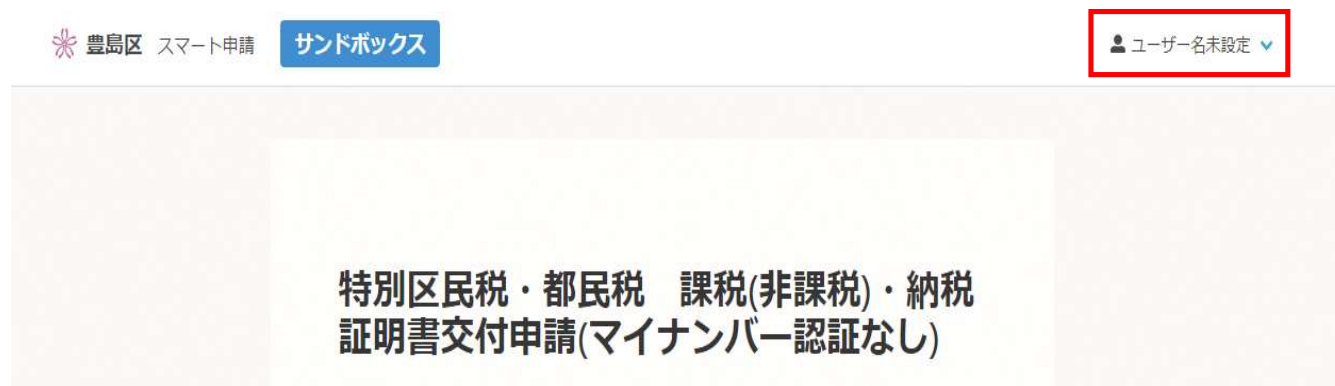 豊島区 スマート申請 サンドボックス ユーザー名未設定
特別区民税・都民税　課税(非課税)・納税
証明書交付申請(マイナンバー認証なし)